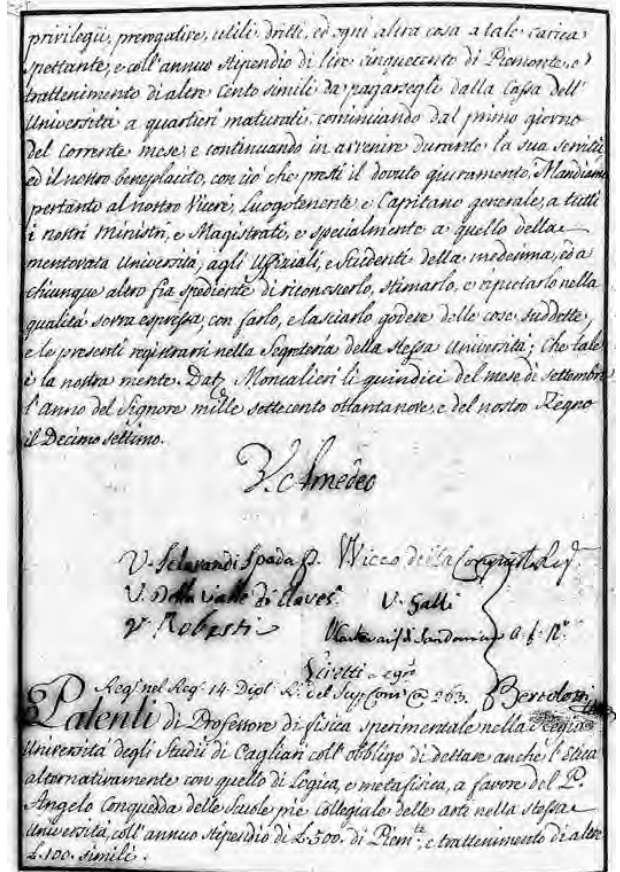 privilegii, prerogative, utili dritti, ed ogni altra cosa a tale carica
spettante, e coll'annuo stipendio di lire cinquecento di Piemonte, e
trattenimento di altre Cento simili da pagarsegli dalla Cassa dell'
Università a quartieri maturati, cominciando dal primo giorno
del corrente mese, e continuando in avvenire durante la sua servitù
ed il nostro beneplacito, con ciò che presti il dovuto giuramento, Mandiamo
pertanto al nostro Vicerè, Luogotenente e Capitano generale, a tutti
i nostri Ministri, e Magistrati, e specialmente a quello della
mentovata Università, agli Uffiziali, e Studenti della medesima, ed a
chiunque altro fia spediente di riconoscerlo, stimarlo, e riputarlo nella
qualità sovra espressa, con farlo, e lasciarlo godere delle cose suddette,
e le presenti registrarsi nella Segreteria della stessa Università; Che tale
è la nostra mente. Dat. Moncalieri li quindici del mese di settembre
l'anno del Signore mille settecento ottantanove, e del nostro Regno
il Decimo settimo.
V. Amedeo
V. Sclarandi Spada P.
V. Della Valle di Claves.
V. Galli
V. Roberti
Reg. nel Reg. 14. Dipl. R. del Sup. Cons. @ 263.
Patenti di Professore di fisica sperimentale nella Regia
Università degli Studii di Cagliari coll'obbligo di dettare anche l'Etica
alternativamente con quello di Logica, e metafisica, a favore del P.
Angelo Conquedda delle Scuole pie Collegiale delle arti nella stessa
Università, coll'annuo stipendio di L. 500. di Piem.te, e trattenimento di altre
L. 100. simili.